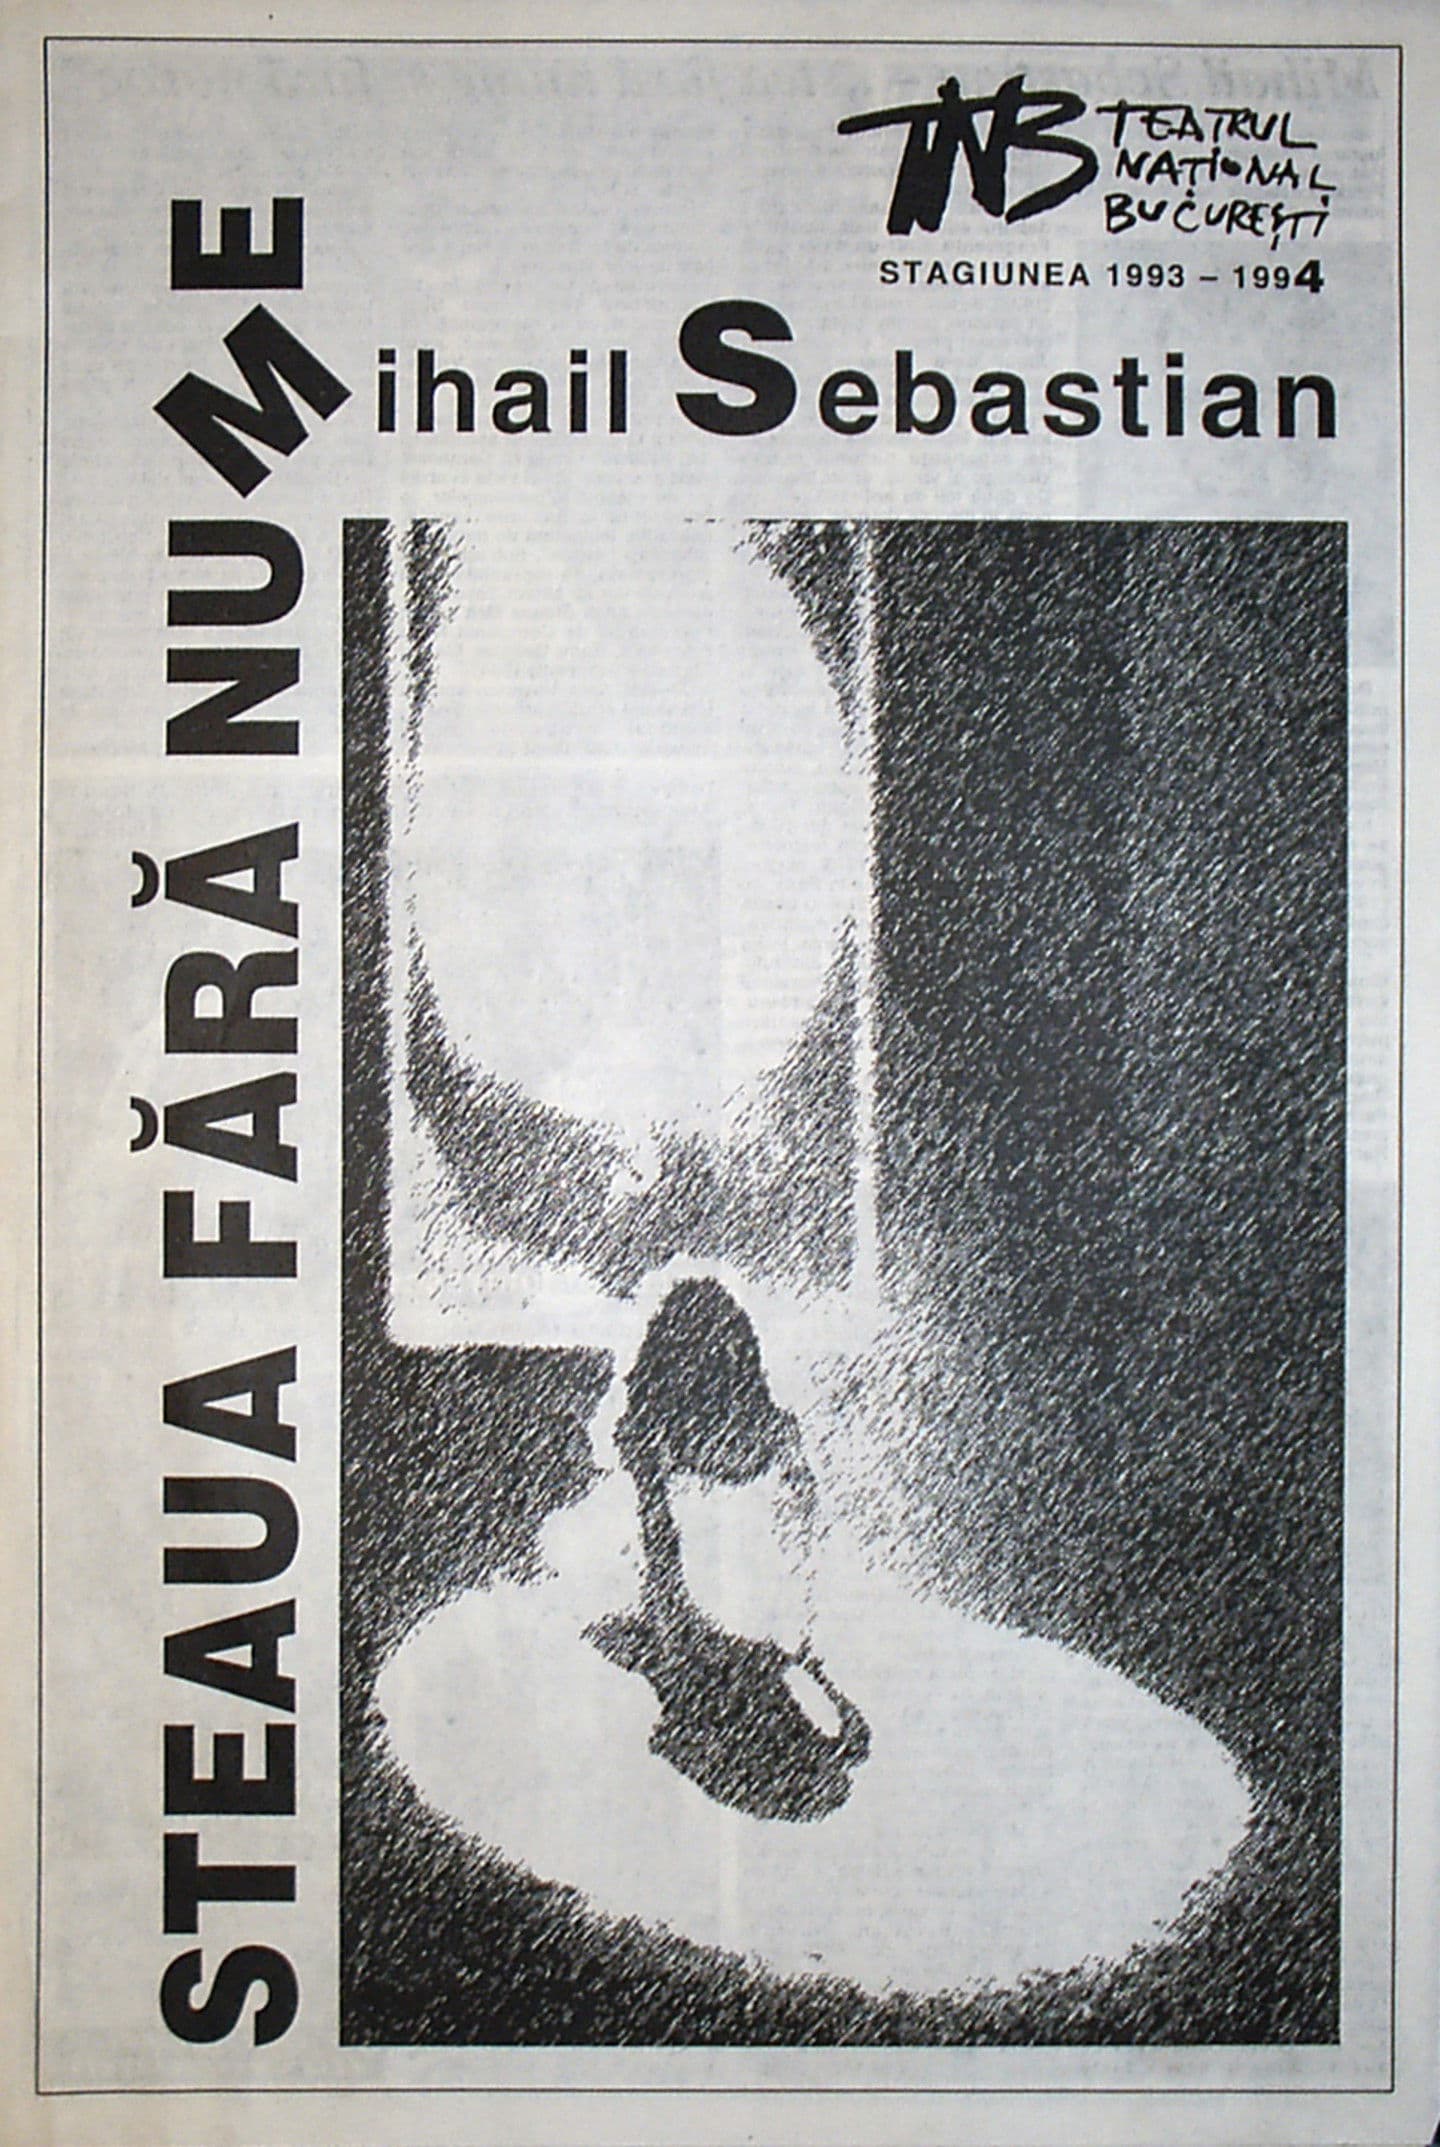 TNB TEATRUL
NAȚIONAL
BUCUREȘTI
STAGIUNEA 1993 – 1994
Mihail Sebastian
STEAUA FĂRĂ NUME